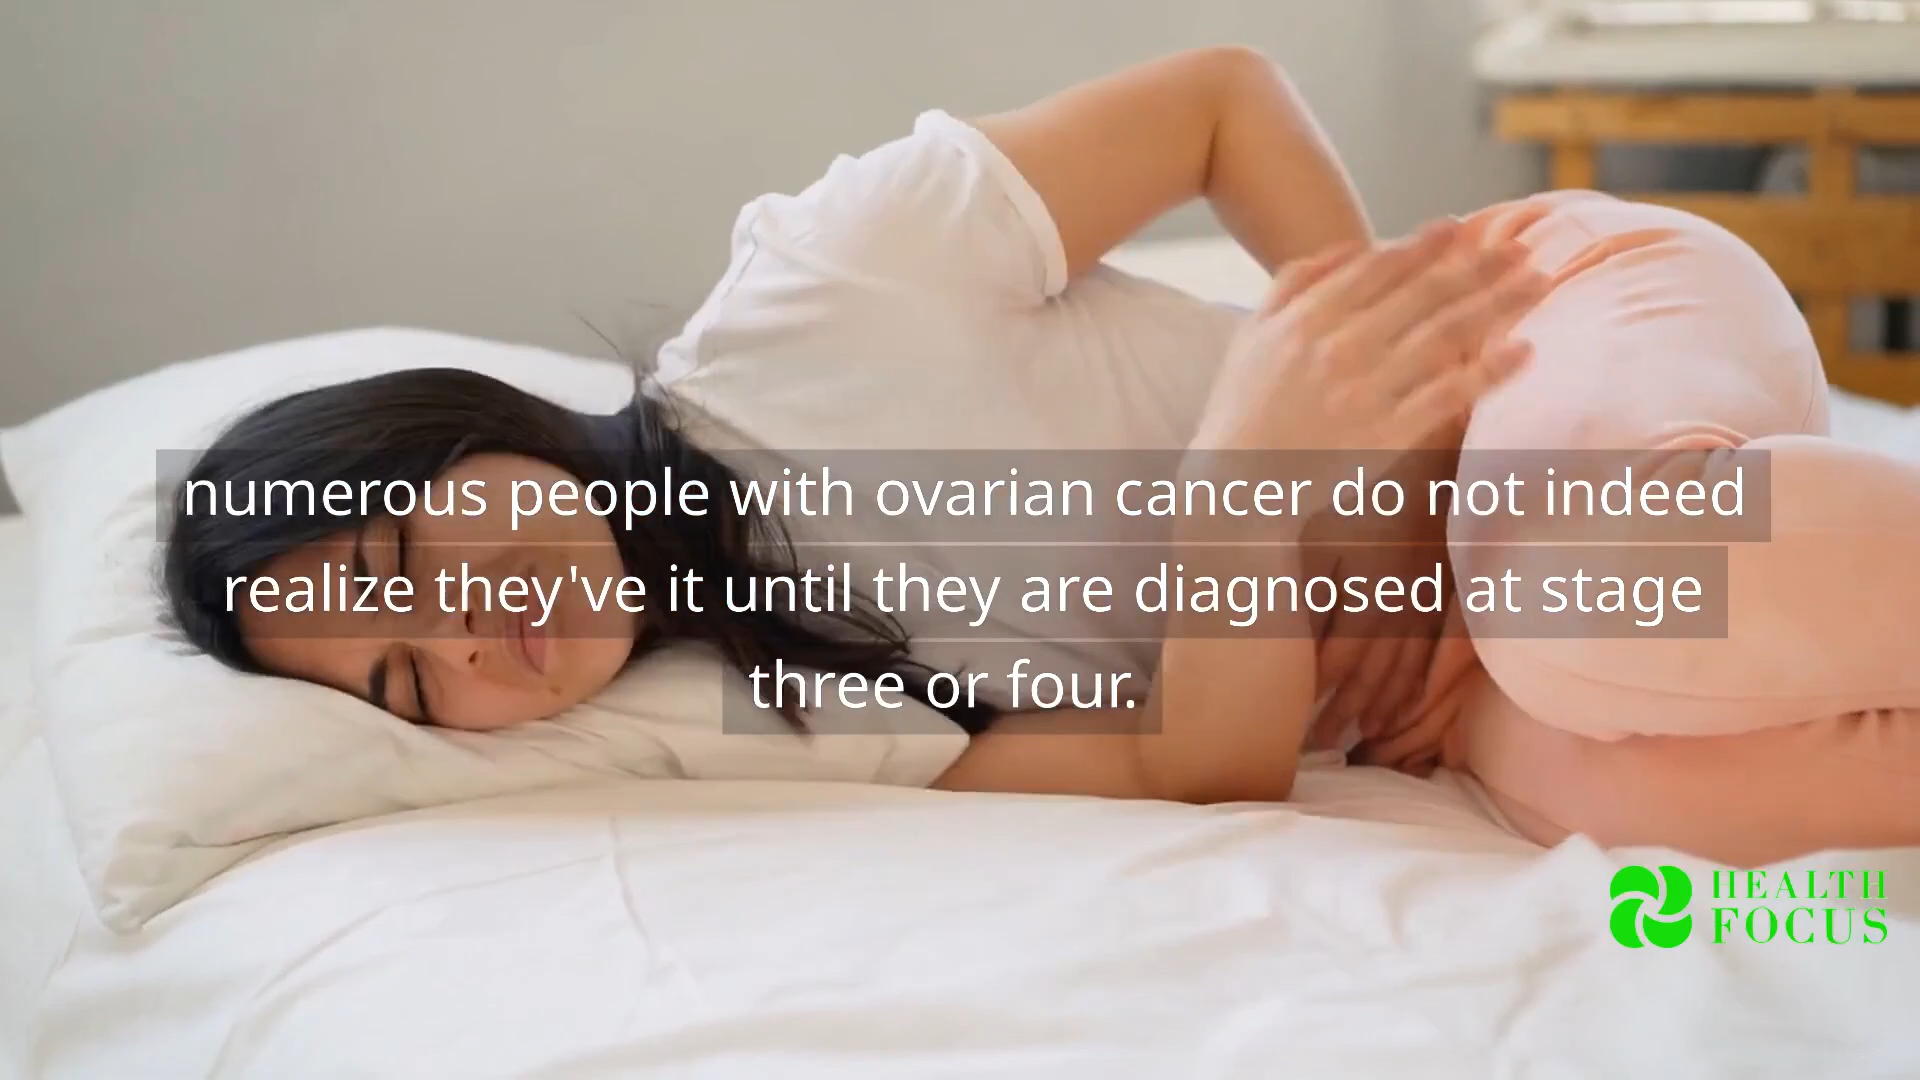 numerous people with ovarian cancer do not indeed
realize they've it until they are diagnosed at stage
three or four.
HEALTH
FOCUS